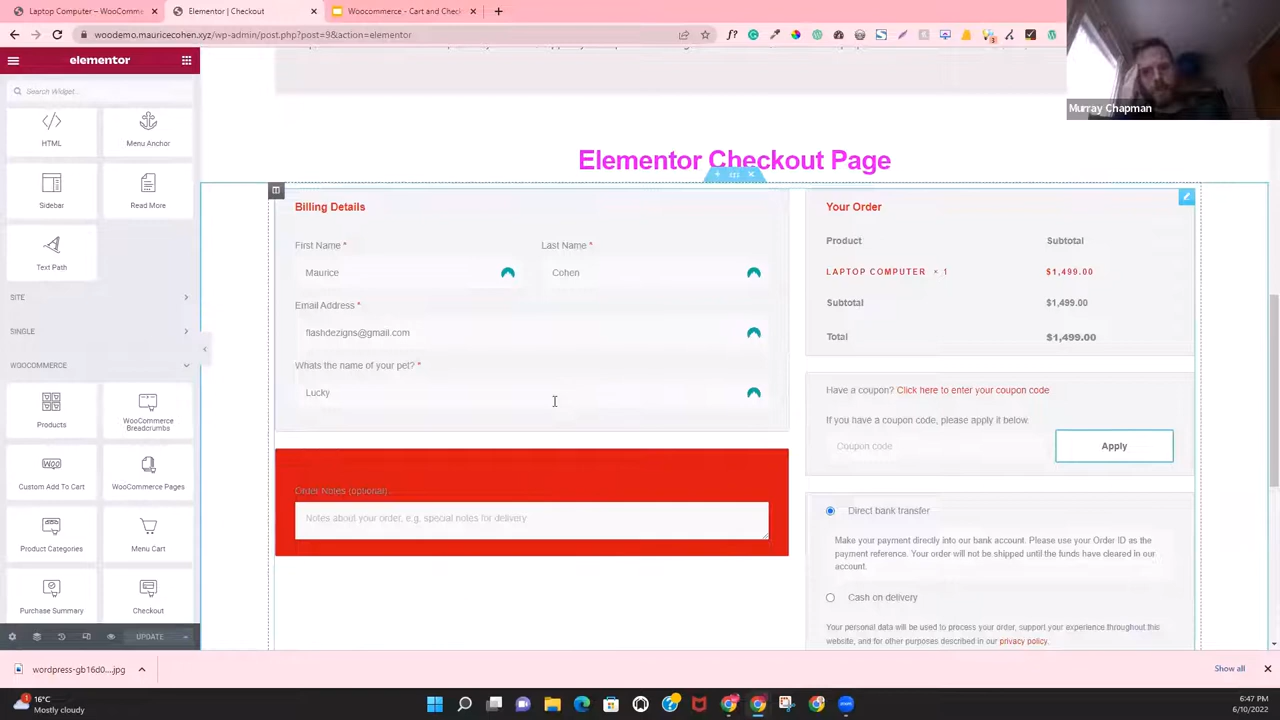 Laptop Computer – WooComm
Elementor | Checkout
Woocommerce - Cart and Check
woodemo.mauricecohen.xyz/wp-admin/post.php?post=9&action=elementor
elementor
Search Widget...
HTML
Menu Anchor
Sidebar
Read More
Text Path
SITE
SINGLE
WOOCOMMERCE
Products
WooCommerce
Breadcrumbs
Woo
Custom Add To Cart
WooCommerce Pages
Product Categories
Menu Cart
Purchase Summary
Checkout
UPDATE
Murray Chapman
Elementor Checkout Page
Billing Details
First Name *
Last Name *
Maurice
Cohen
Email Address *
flashdezigns@gmail.com
Whats the name of your pet? *
Lucky
Order Notes (optional)
Notes about your order, e.g. special notes for delivery
Your Order
Product
Subtotal
LAPTOP COMPUTER × 1
$1,499.00
Subtotal
$1,499.00
Total
$1,499.00
Have a coupon? Click here to enter your coupon code
If you have a coupon code, please apply it below.
Coupon code
Apply
Direct bank transfer
Make your payment directly into our bank account. Please use your Order ID as the
payment reference. Your order will not be shipped until the funds have cleared in our
account.
Cash on delivery
Your personal data will be used to process your order, support your experience throughout this
website, and for other purposes described in our privacy policy.
wordpress-gb16d0....jpg
Show all
16°C
Mostly cloudy
6:47 PM
6/10/2022